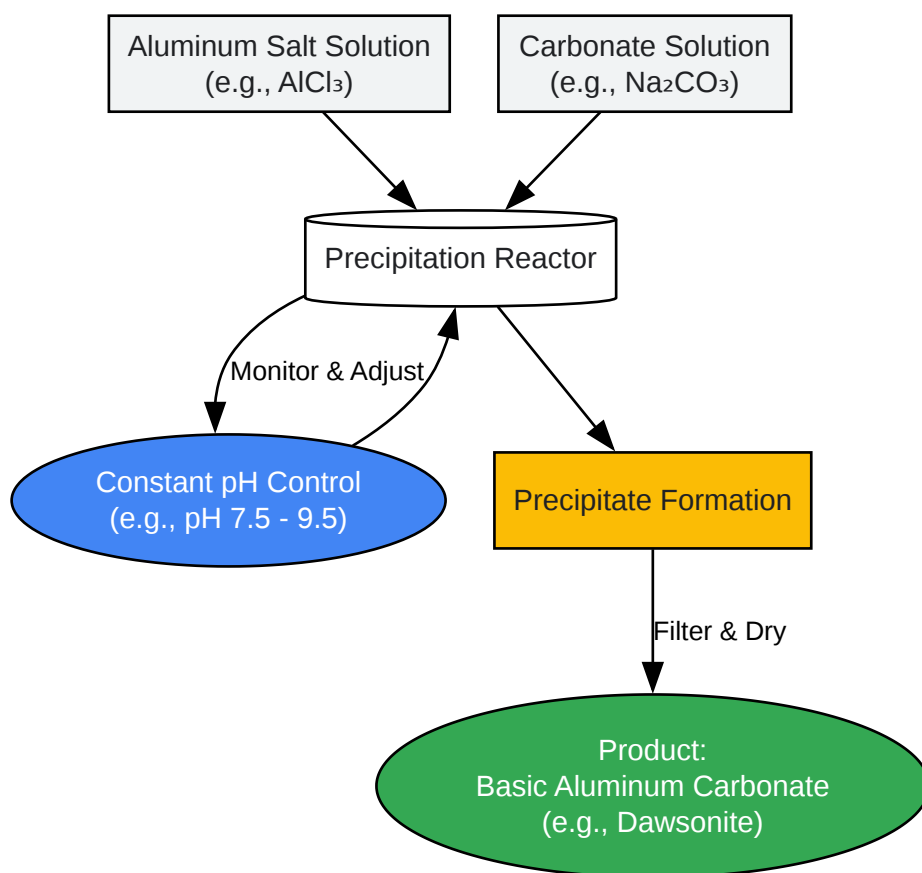 Aluminum Salt Solution
(e.g., AlCl₃)
Carbonate Solution
(e.g., Na₂CO₃)
Precipitation Reactor
Monitor & Adjust
Constant pH Control
(e.g., pH 7.5 - 9.5)
Precipitate Formation
Filter & Dry
Product:
Basic Aluminum Carbonate
(e.g., Dawsonite)